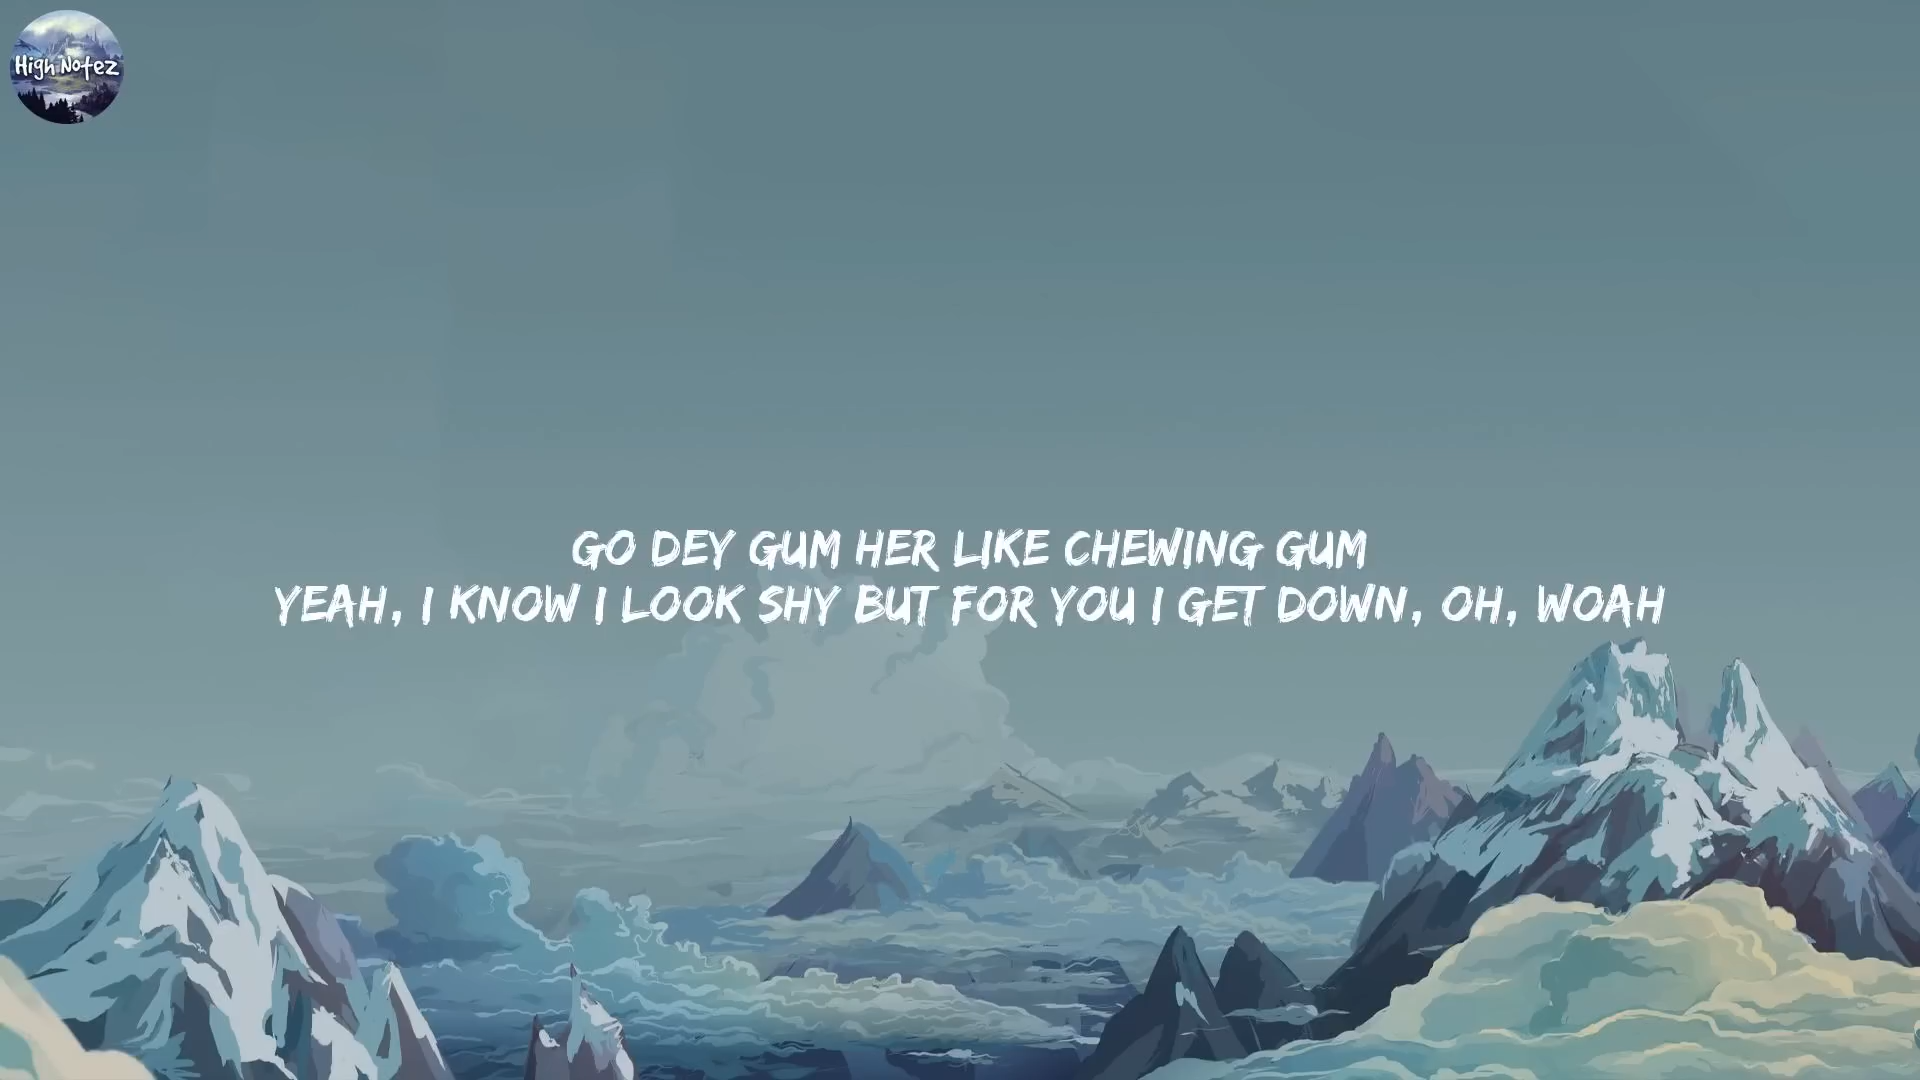 High Notez
GO DEY GUM HER LIKE CHEWING GUM
YEAH, I KNOW I LOOK SHY BUT FOR YOU I GET DOWN, OH, WOAH